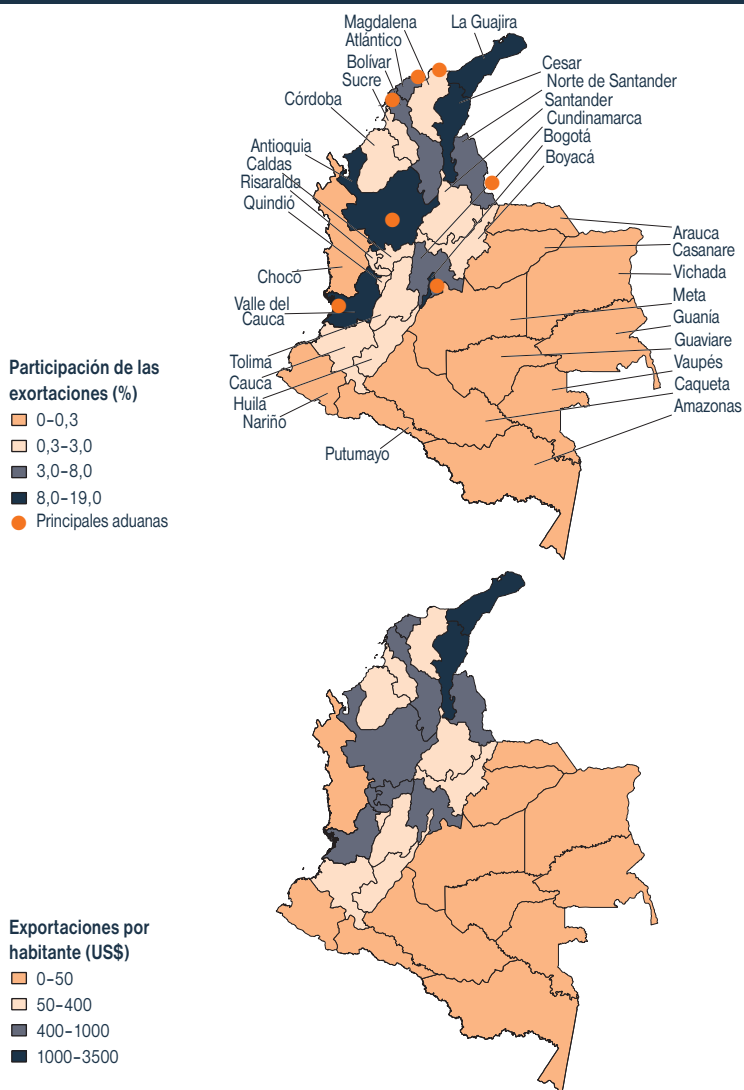 Magdalena
La Guajira
Atlántico
Bolívar
Sucre
Córdoba
Cesar
Norte de Santander
Santander
Cundinamarca
Bogotá
Boyacá
Antioquia
Caldas
Risaralda
Quindió
Chocó
Valle del
Cauca
Tolima
Cauca
Huila
Nariño
Putumayo
Arauca
Casanare
Vichada
Meta
Guanía
Guaviare
Vaupés
Caqueta
Amazonas
Participación de las
exortaciones (%)
0–0,3
0,3–3,0
3,0–8,0
8,0–19,0
Principales aduanas
Exportaciones por
habitante (US$)
0–50
50–400
400–1000
1000–3500